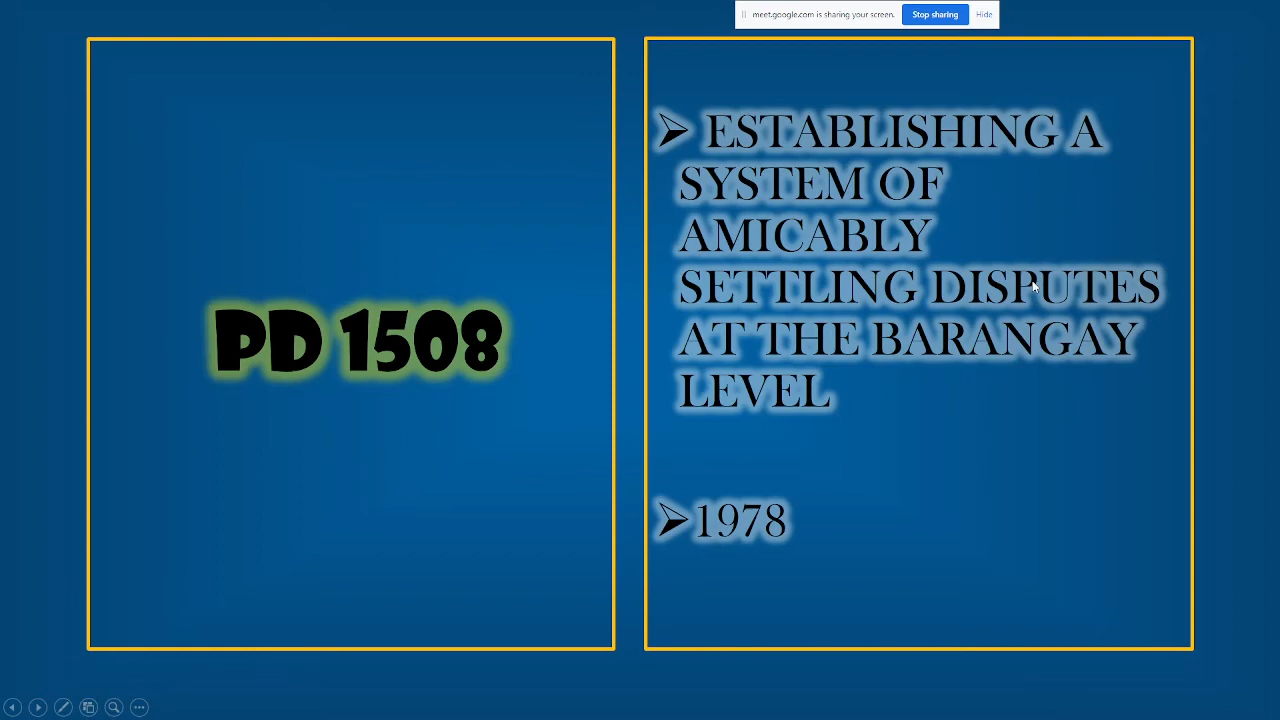 meet.google.com is sharing your screen. Stop sharing Hide
PD 1508
ESTABLISHING A
SYSTEM OF
AMICABLY
SETTLING DISPUTES
AT THE BARANGAY
LEVEL
1978